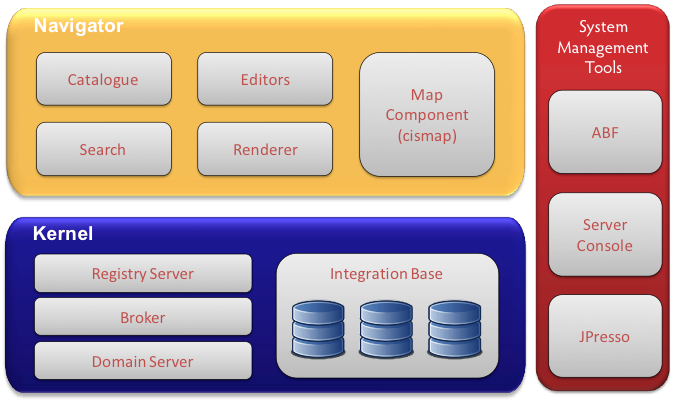 Navigator
Catalogue
Editors
Search
Renderer
Map
Component
(cismap)
Kernel
Registry Server
Broker
Domain Server
Integration Base
System
Management
Tools
ABF
Server
Console
JPresso